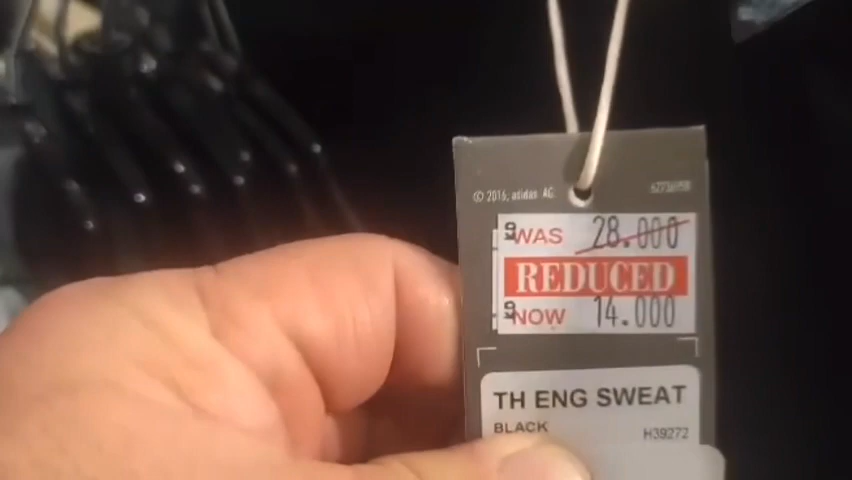 © 2016, adidas AG.
KD WAS 28.000
REDUCED
KD NOW 14.000
TH ENG SWEAT
BLACK H39272